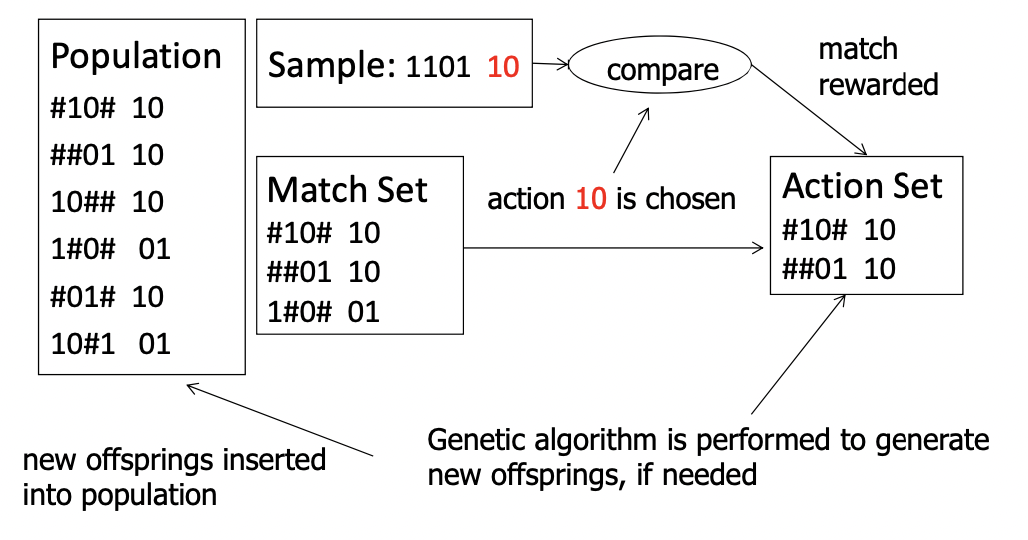 Population
#10# 10
##01 10
10## 10
1#0# 01
#01# 10
10#1 01
Sample: 1101 10
compare
match
rewarded
Match Set
#10# 10
##01 10
1#0# 01
action 10 is chosen
Action Set
#10# 10
##01 10
new offsprings inserted
into population
Genetic algorithm is performed to generate
new offsprings, if needed